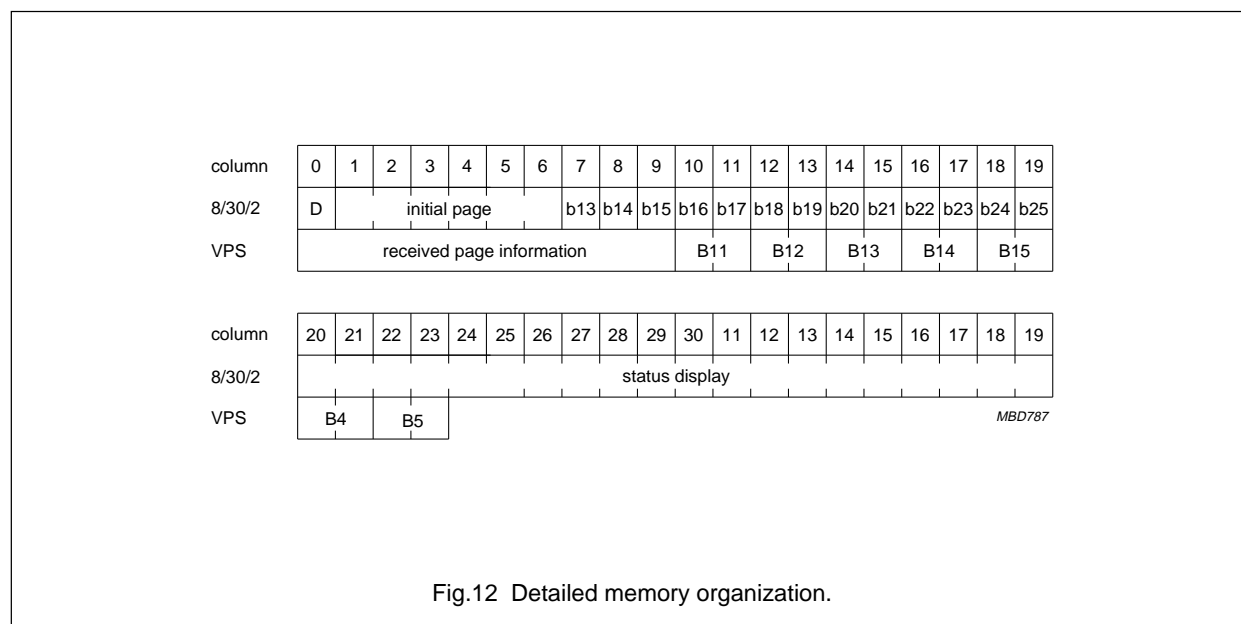 column 0 1 2 3 4 5 6 7 8 9 10 11 12 13 14 15 16 17 18 19
8/30/2 D initial page b13 b14 b15 b16 b17 b18 b19 b20 b21 b22 b23 b24 b25
VPS received page information B11 B12 B13 B14 B15
column 20 21 22 23 24 25 26 27 28 29 30 11 12 13 14 15 16 17 18 19
8/30/2 status display
VPS B4 B5 MBD787
Fig.12 Detailed memory organization.